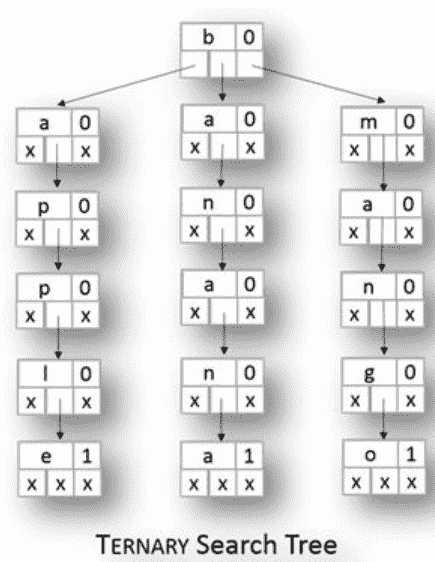 b 0
a 0 a 0 m 0
x x x x x x
p 0 n 0 a 0
x x x x x x
p 0 a 0 n 0
x x x x x x
l 0 n 0 g 0
x x x x x x
e 1 a 1 o 1
x x x x x x x x x
TERNARY Search Tree